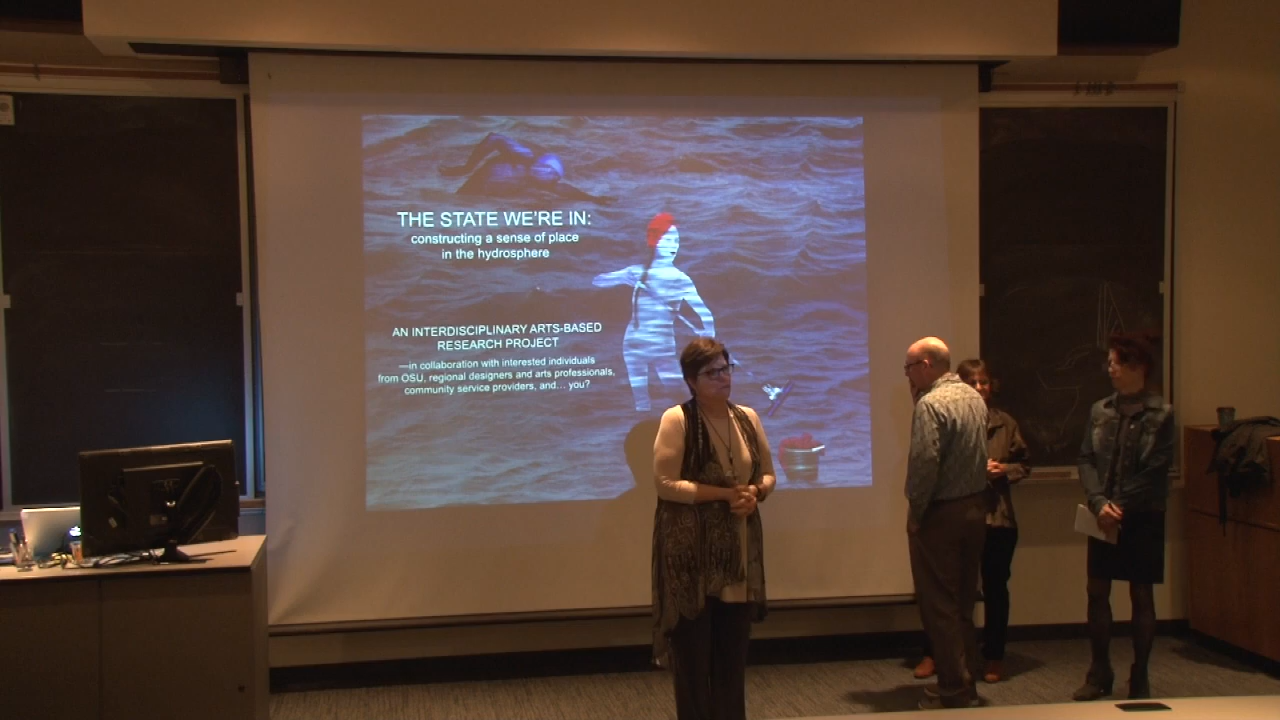 THE STATE WE'RE IN:
constructing a sense of place
in the hydrosphere
AN INTERDISCIPLINARY ARTS-BASED
RESEARCH PROJECT
—in collaboration with interested individuals
from OSU, regional designers and arts professionals,
community service providers, and… you?